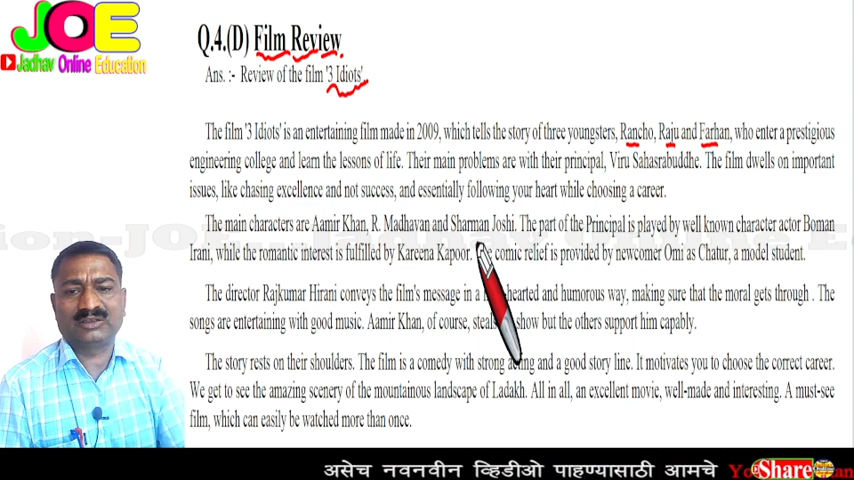 JOE
Jadhav Online Education
Q.4.(D) Film Review
Ans. :- Review of the film '3 Idiots'
The film '3 Idiots' is an entertaining film made in 2009, which tells the story of three youngsters, Rancho, Raju and Farhan, who enter a prestigious
engineering college and learn the lessons of life. Their main problems are with their principal, Viru Sahasrabuddhe. The film dwells on important
issues, like chasing excellence and not success, and essentially following your heart while choosing a career.
The main characters are Aamir Khan, R. Madhavan and Sharman Joshi. The part of the Principal is played by well known character actor Boman
Irani, while the romantic interest is fulfilled by Kareena Kapoor. comic relief is provided by newcomer Omi as Chatur, a model student.
The director Rajkumar Hirani conveys the film's message in a hearted and humorous way, making sure that the moral gets through . The
songs are entertaining with good music. Aamir Khan, of course, steals show but the others support him capably.
The story rests on their shoulders. The film is a comedy with strong acting and a good story line. It motivates you to choose the correct career.
We get to see the amazing scenery of the mountainous landscape of Ladakh. All in all, an excellent movie, well-made and interesting. A must-see
film, which can easily be watched more than once.
असेच नवनवीन व्हिडीओ पाहण्यासाठी आमचे
Share